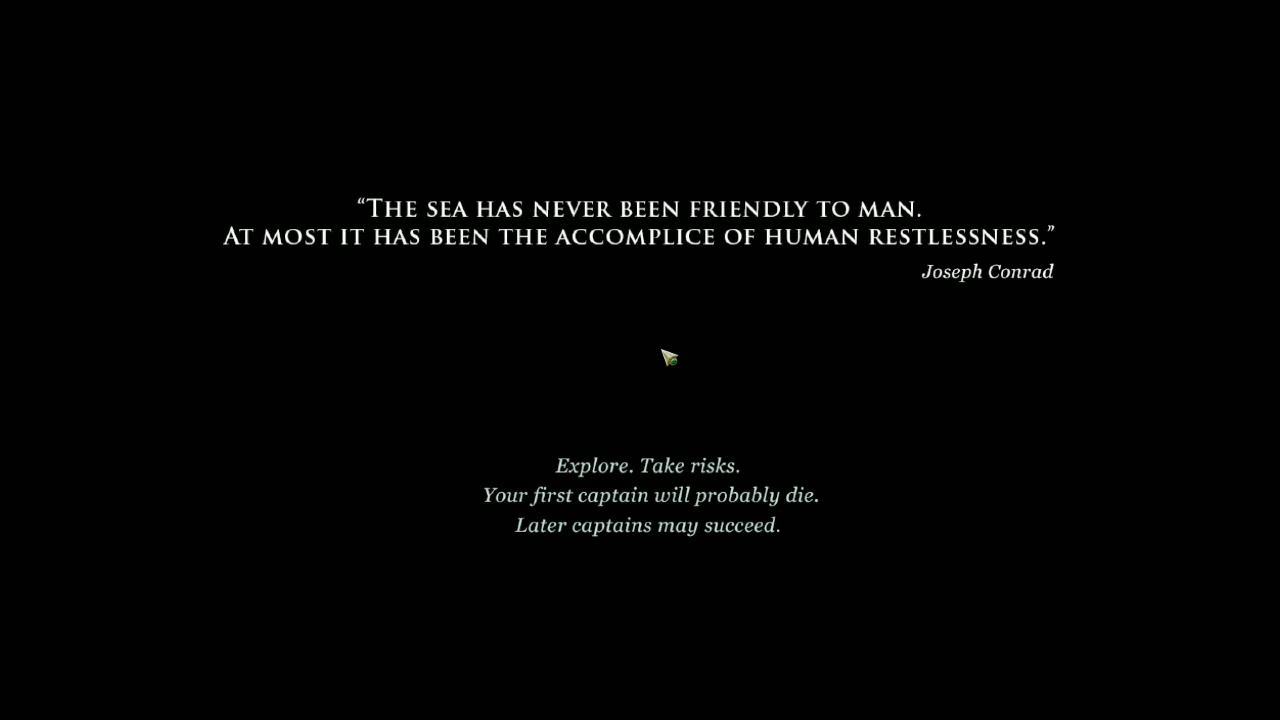 “The sea has never been friendly to man.
At most it has been the accomplice of human restlessness.”
Joseph Conrad
Explore. Take risks.
Your first captain will probably die.
Later captains may succeed.